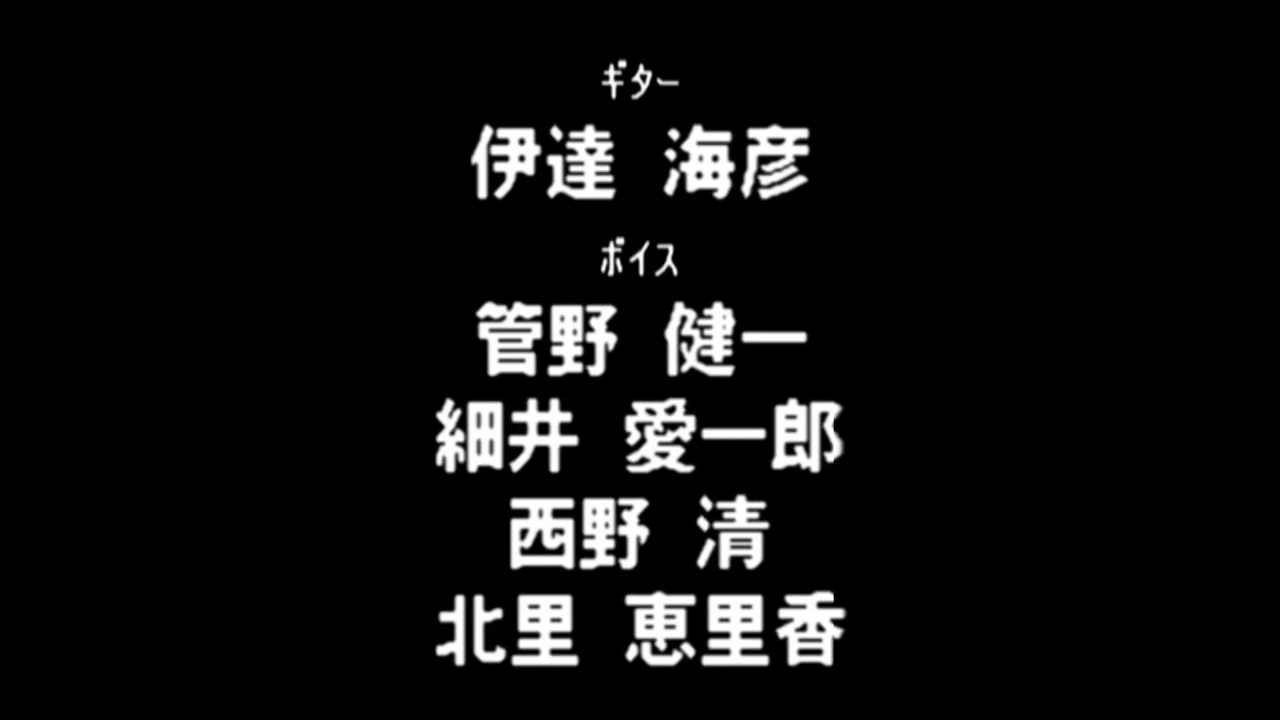 ギター
伊達 海彦
ボイス
管野 健一
細井 愛一郎
西野 清
北里 恵里香